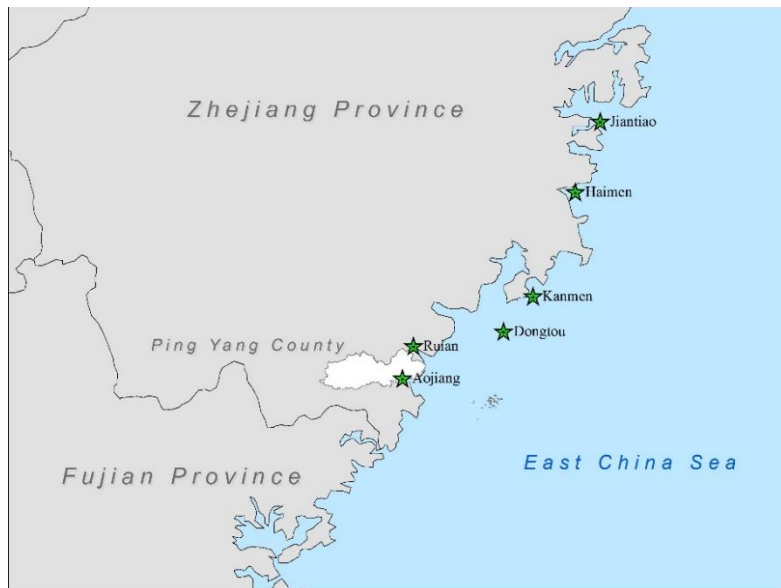 Zhejiang Province
Jiantiao
Haimen
Kanmen
Dongtou
Ping Yang County
Ruian
Aojiang
East China Sea
Fujian Province